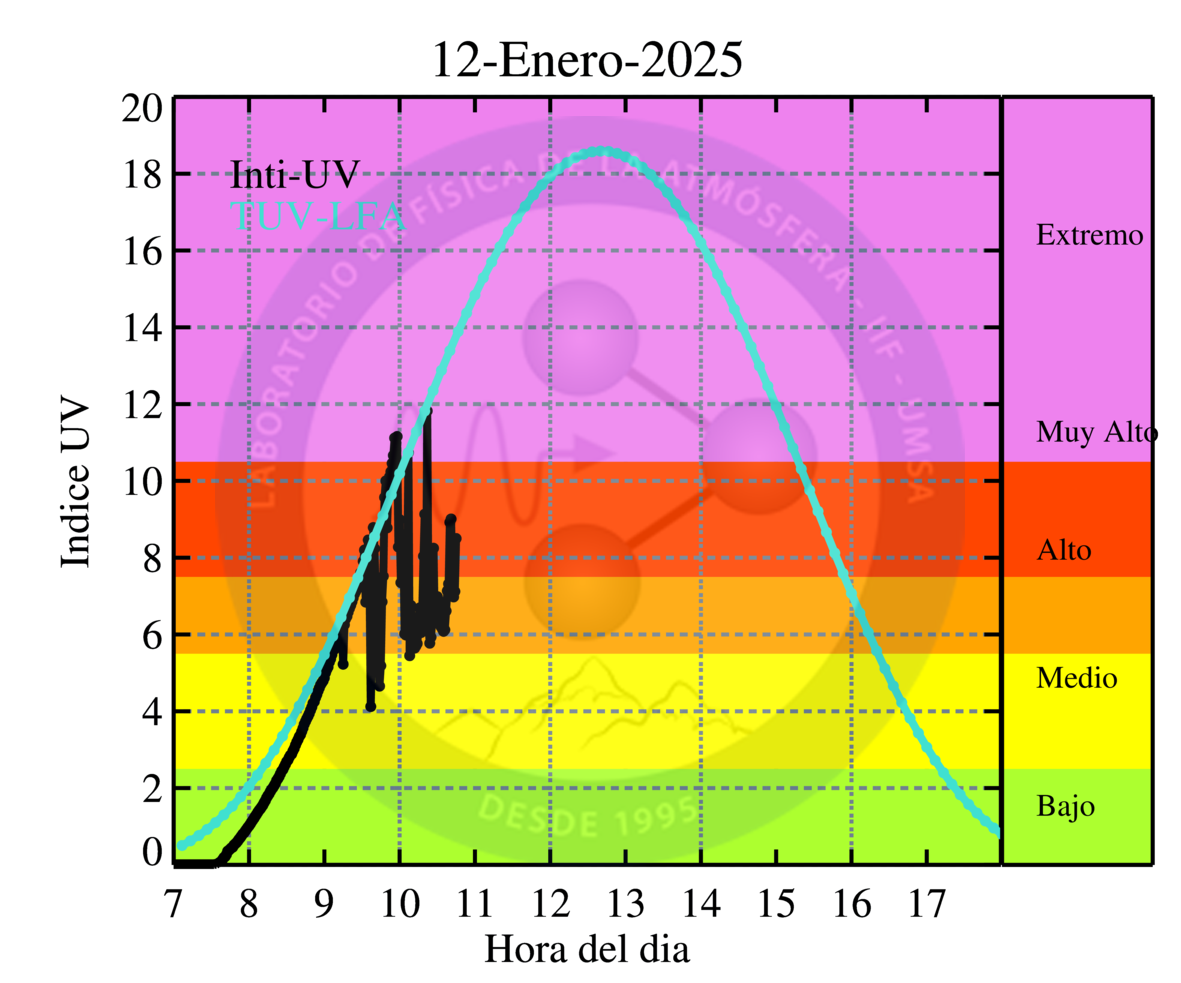 12-Enero-2025
Inti-UV
TUV-LFA
LABORATORIO DE FÍSICA DE LA ATMÓSFERA - IIF - UMSA
DESDE 1995
Indice UV
20
18
16
14
12
10
8
6
4
2
0
Extremo
Muy Alto
Alto
Medio
Bajo
7 8 9 10 11 12 13 14 15 16 17
Hora del dia